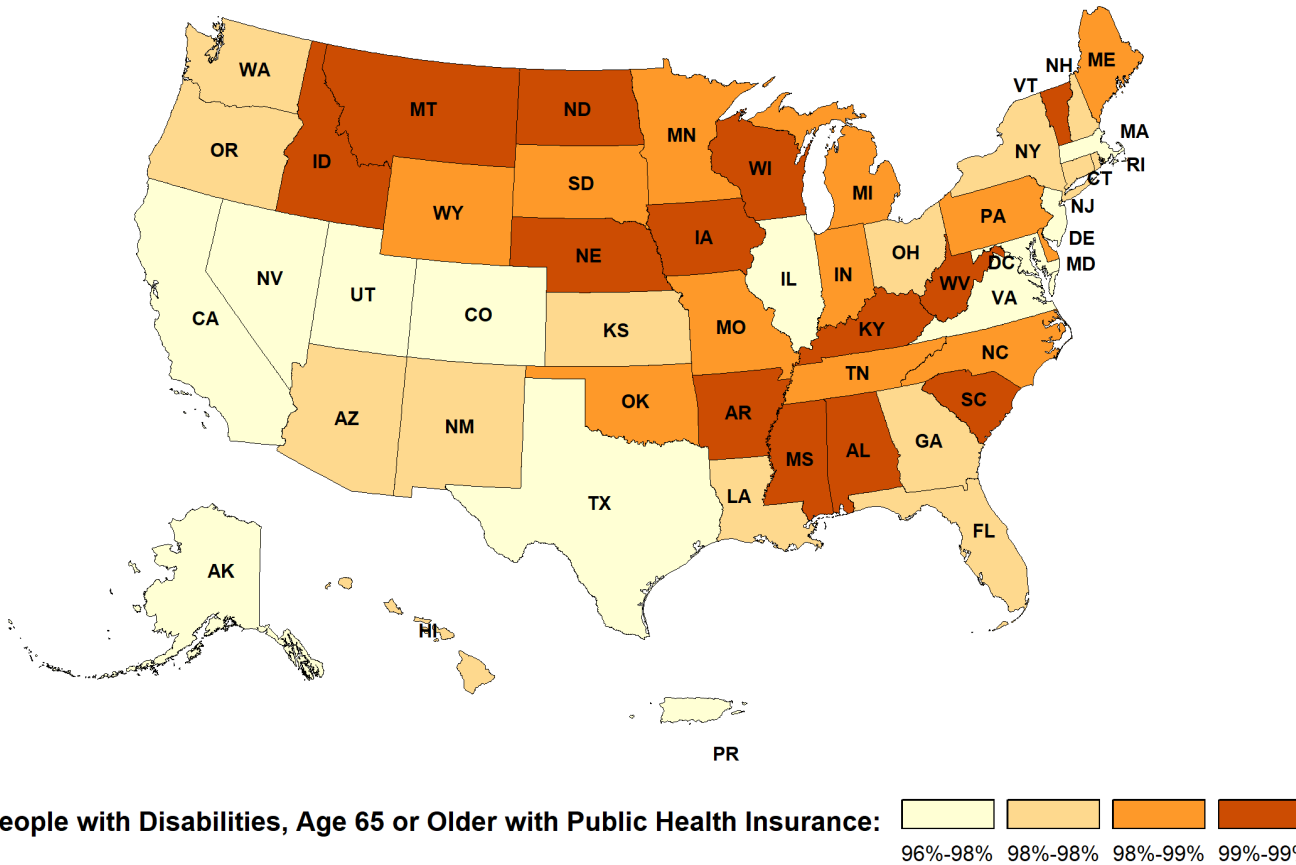 WA
MT
ND
MN
VT
NH
ME
OR
ID
SD
WI
MI
NY
MA
RI
CT
WY
IA
NE
PA
NJ
DE
MD
DC
NV
UT
CO
IL
IN
OH
WV
VA
CA
KS
MO
KY
NC
TN
AZ
NM
OK
AR
SC
MS
AL
GA
LA
TX
FL
AK
HI
PR
eople with Disabilities, Age 65 or Older with Public Health Insurance:
96%-98% 98%-98% 98%-99% 99%-99%